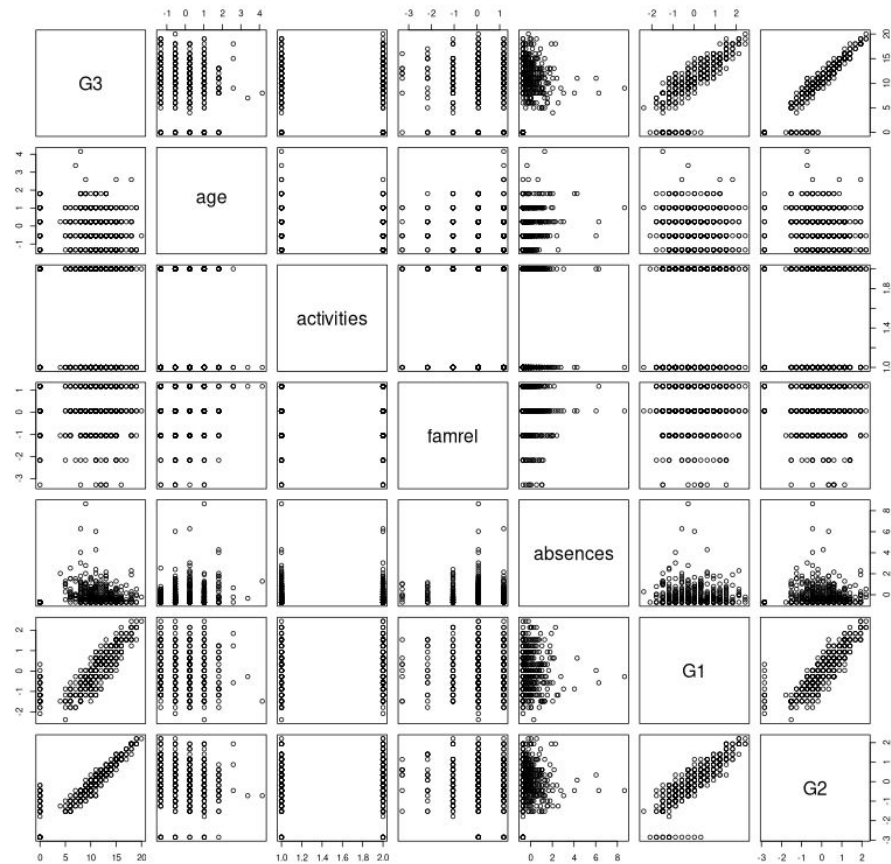 -1 0 1 2 3 4
-3 -2 -1 0 1
-2 -1 0 1 2
G3
0 5 10 15 20
-1 0 1 2 3 4
age
activities
1.0 1.4 1.8
-3 -2 -1 0 1
famrel
absences
0 2 4 6 8
-2 -1 0 1 2
G1
G2
-3 -2 -1 0 1 2
0 5 10 15 20
1.0 1.2 1.4 1.6 1.8 2.0
0 2 4 6 8
-3 -2 -1 0 1 2